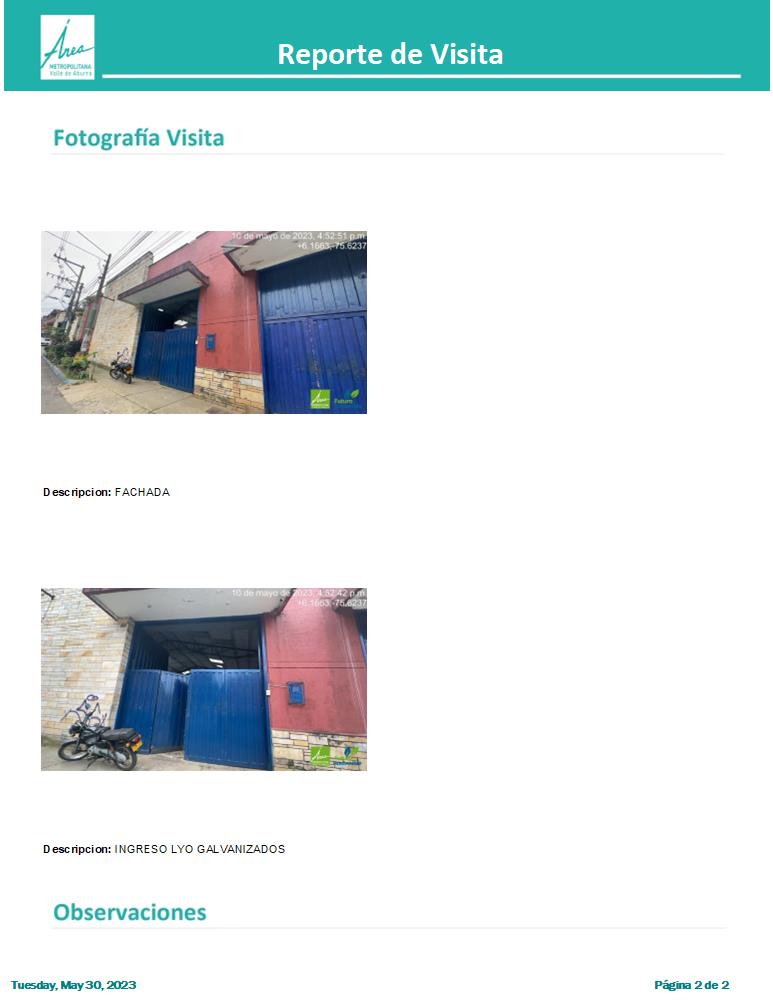 Área
METROPOLITANA
Valle de Aburrá
Reporte de Visita
Fotografía Visita
10 de mayo de 2023, 4:52:51 p.m.
+6.1663,-75.6237
Futuro
Descripcion: FACHADA
10 de mayo de 2023, 4:52:42 p.m.
+6.1663,-75.6237
Descripcion: INGRESO LYO GALVANIZADOS
Observaciones
Tuesday, May 30, 2023
Página 2 de 2